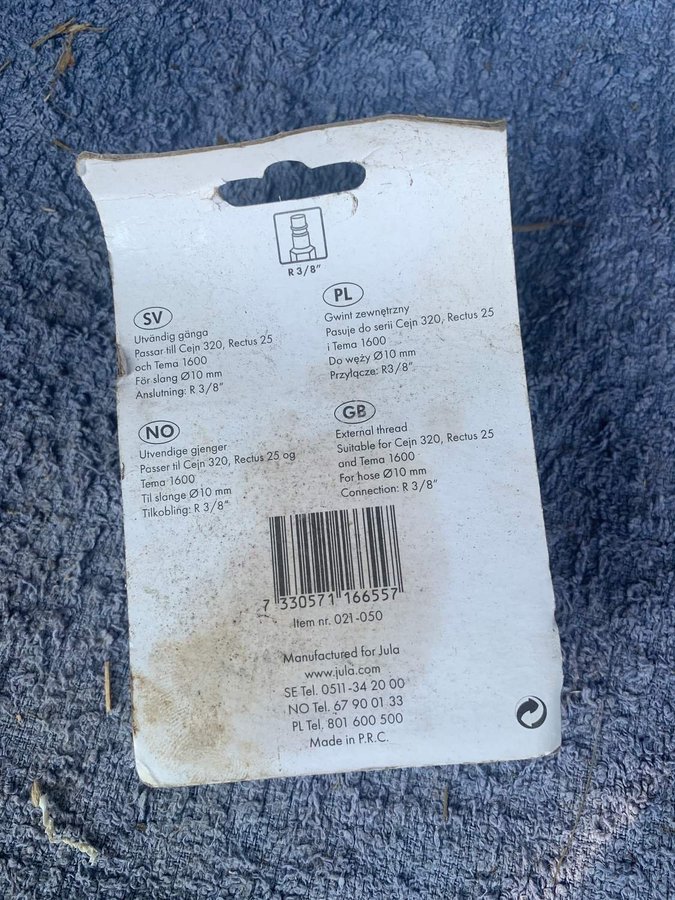 R 3/8"
SV
Utvändig gänga
Passar till Cejn 320, Rectus 25
och Tema 1600
För slang Ø10 mm
Anslutning: R 3/8"
PL
Gwint zewnętrzny
Pasuje do serii Cejn 320, Rectus 25
i Tema 1600
Do węży Ø10 mm
Przyłącze: R3/8"
NO
Utvendige gjenger
Passer til Cejn 320, Rectus 25 og
Tema 1600
Til slange Ø10 mm
Tilkobling: R 3/8"
GB
External thread
Suitable for Cejn 320, Rectus 25
and Tema 1600
For hose Ø10 mm
Connection: R 3/8"
7 330571 166557
Item nr. 021-050
Manufactured for Jula
www.jula.com
SE Tel. 0511-34 20 00
NO Tel. 67 90 01 33
PL Tel, 801 600 500
Made in P.R.C.